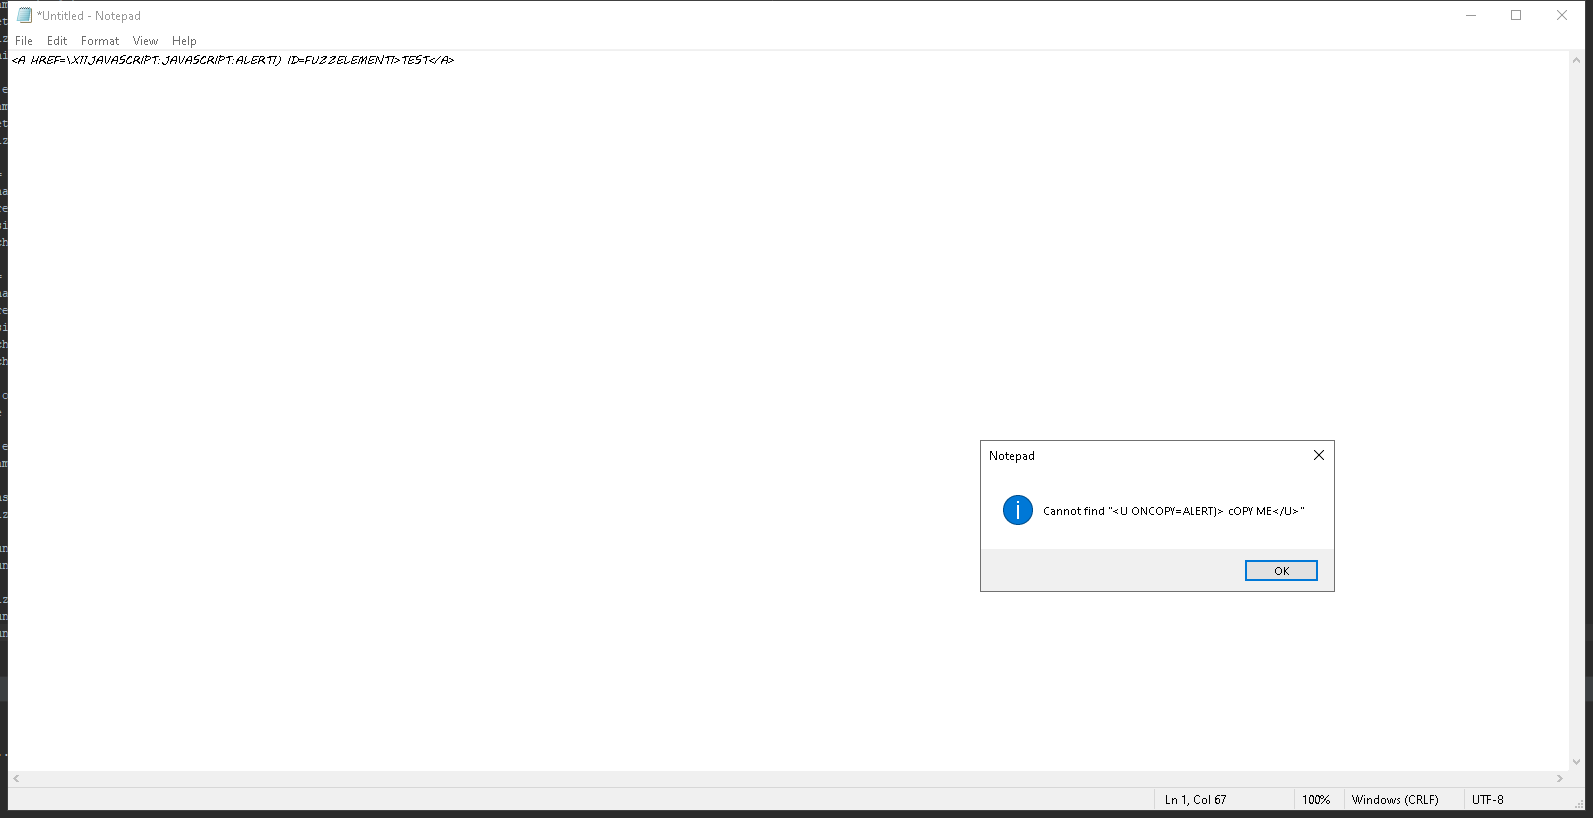 *Untitled - Notepad
File Edit Format View Help
<A HREF=\X11JAVASCRIPT:JAVASCRIPT:ALERT1) ID=FUZZELEMENT1>TEST</A>
Notepad
Cannot find "<U ONCOPY=ALERT)> cOPY ME</U>"
OK
Ln 1, Col 67 100% Windows (CRLF) UTF-8